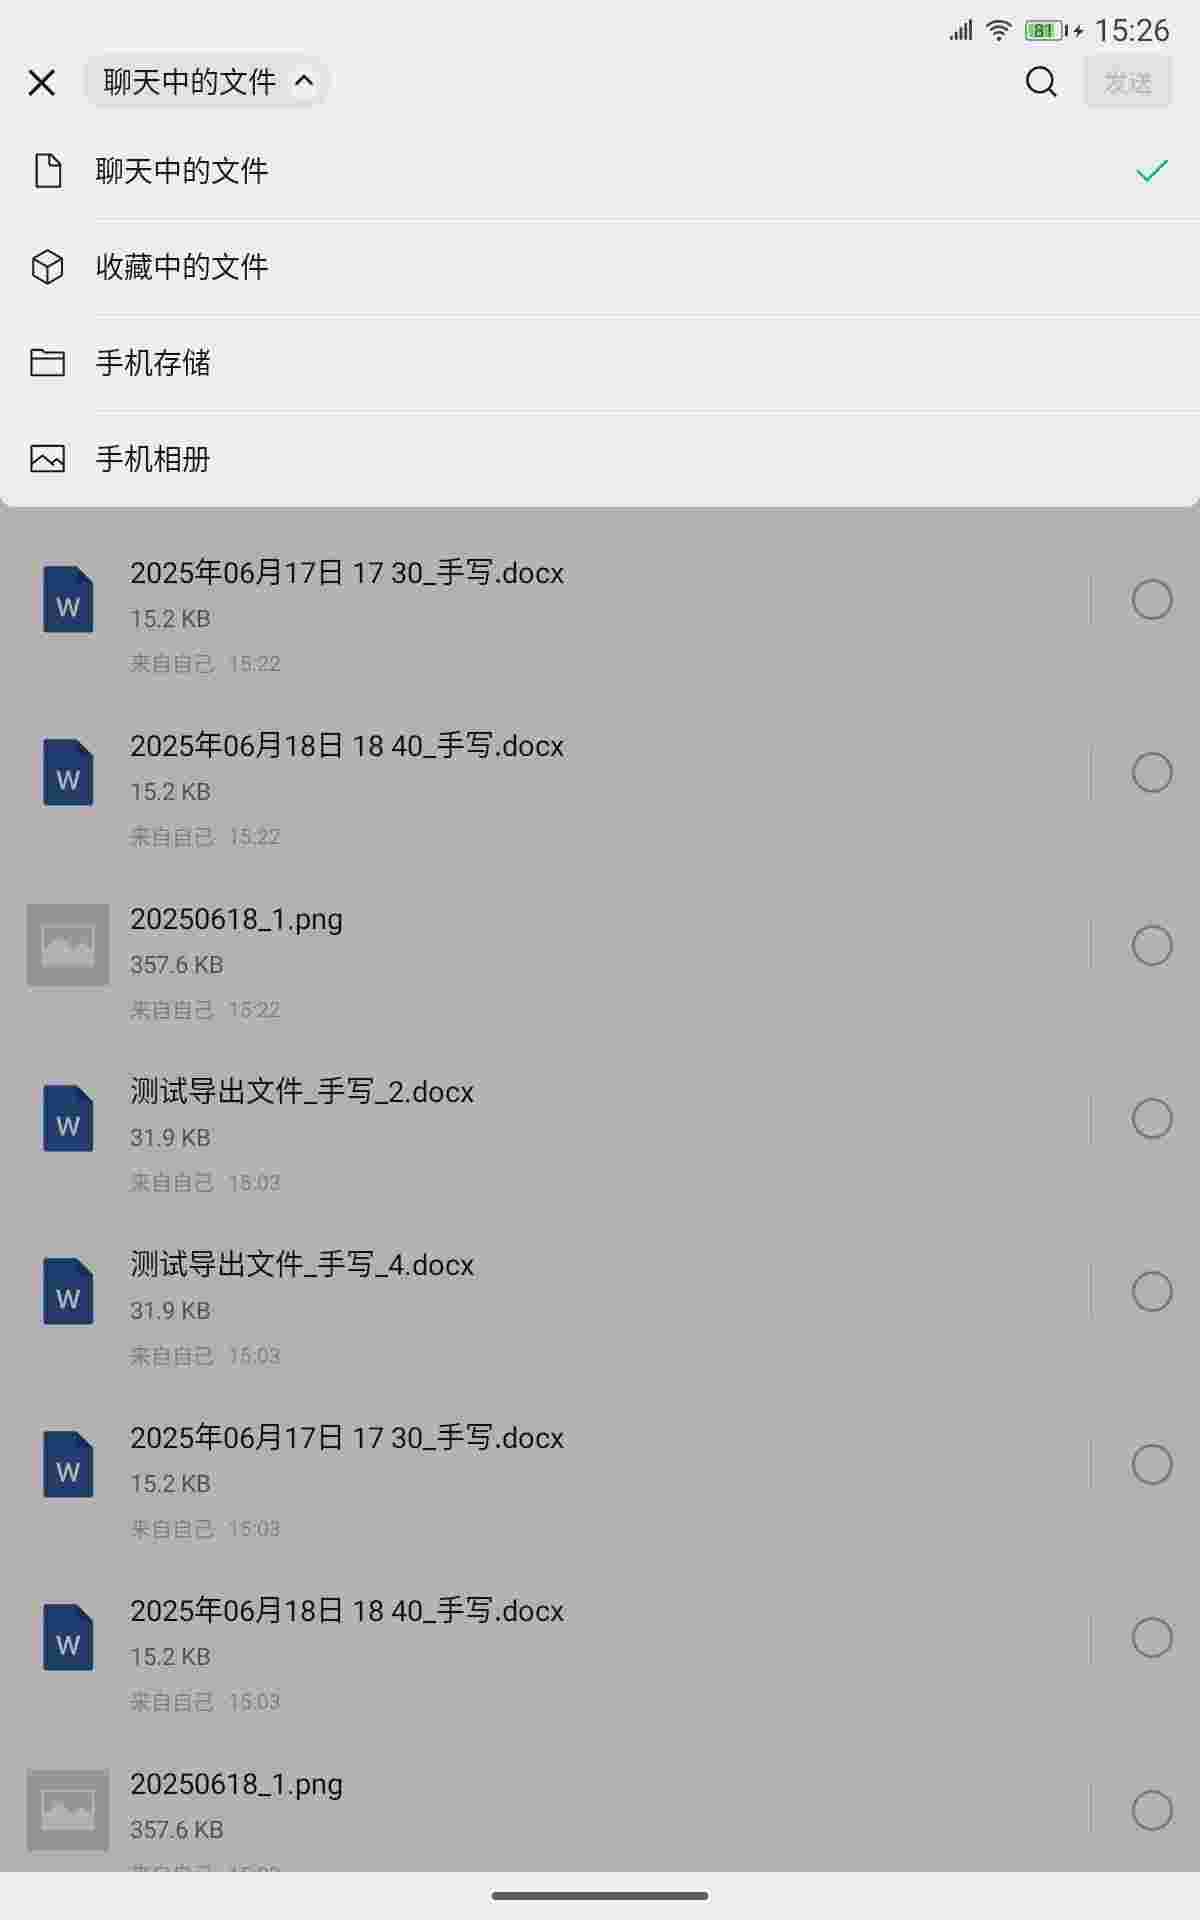 81 15:26
聊天中的文件 发送
聊天中的文件
收藏中的文件
手机存储
手机相册
2025年06月17日 17 30_手写.docx
W
15.2 KB
来自自己 15:22
2025年06月18日 18 40_手写.docx
W
15.2 KB
来自自己 15:22
20250618_1.png
357.6 KB
来自自己 15:22
测试导出文件_手写_2.docx
W
31.9 KB
来自自己 15:03
测试导出文件_手写_4.docx
W
31.9 KB
来自自己 15:03
2025年06月17日 17 30_手写.docx
W
15.2 KB
来自自己 15:03
2025年06月18日 18 40_手写.docx
W
15.2 KB
来自自己 15:03
20250618_1.png
357.6 KB